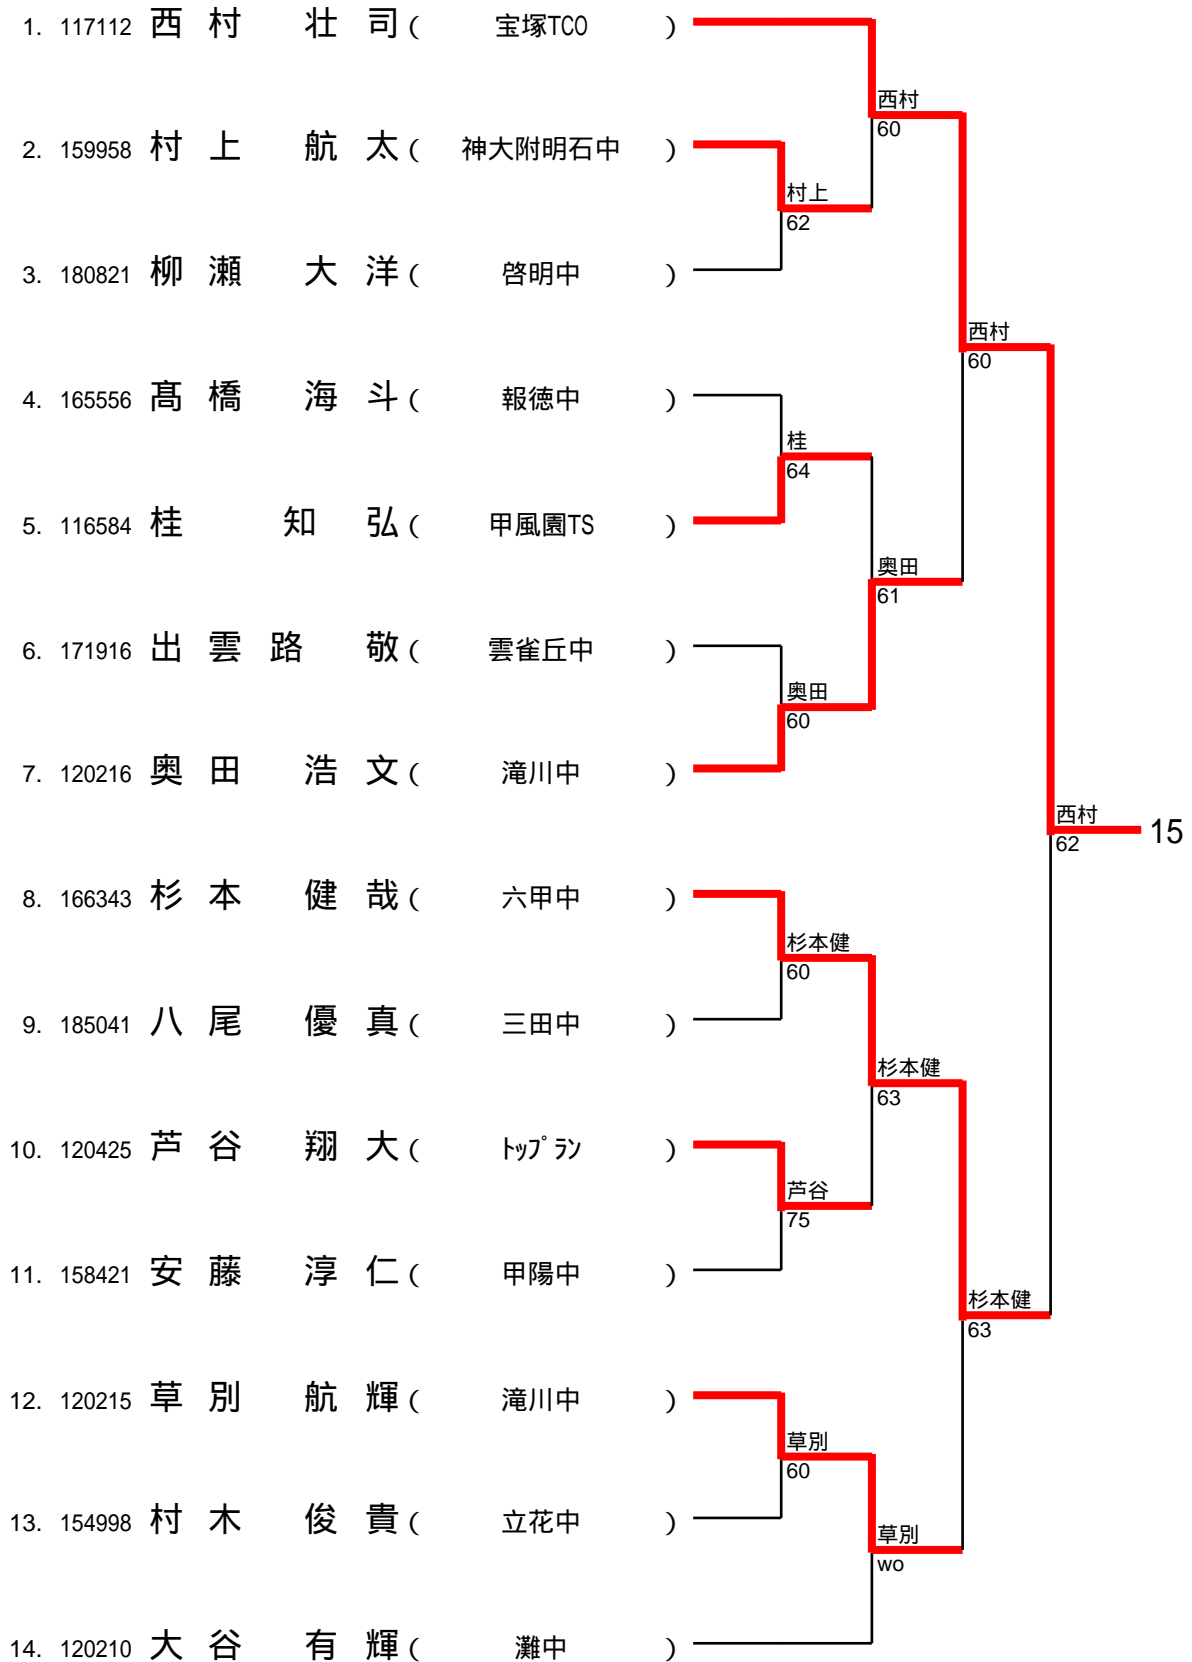 1. 117112 西村 壮司 ( 宝塚TCO )
西村
60
2. 159958 村上 航太 ( 神大附明石中 )
村上
62
3. 180821 柳瀬 大洋 ( 啓明中 )
西村
60
4. 165556 髙橋 海斗 ( 報徳中 )
桂
64
5. 116584 桂 知弘 ( 甲風園TS )
奥田
61
6. 171916 出雲路 敬 ( 雲雀丘中 )
奥田
60
7. 120216 奥田 浩文 ( 滝川中 )
西村
62
15
8. 166343 杉本 健哉 ( 六甲中 )
杉本健
60
9. 185041 八尾 優真 ( 三田中 )
杉本健
63
10. 120425 芦谷 翔大 ( トップラン )
芦谷
75
11. 158421 安藤 淳仁 ( 甲陽中 )
杉本健
63
12. 120215 草別 航輝 ( 滝川中 )
草別
60
13. 154998 村木 俊貴 ( 立花中 )
草別
wo
14. 120210 大谷 有輝 ( 灘中 )